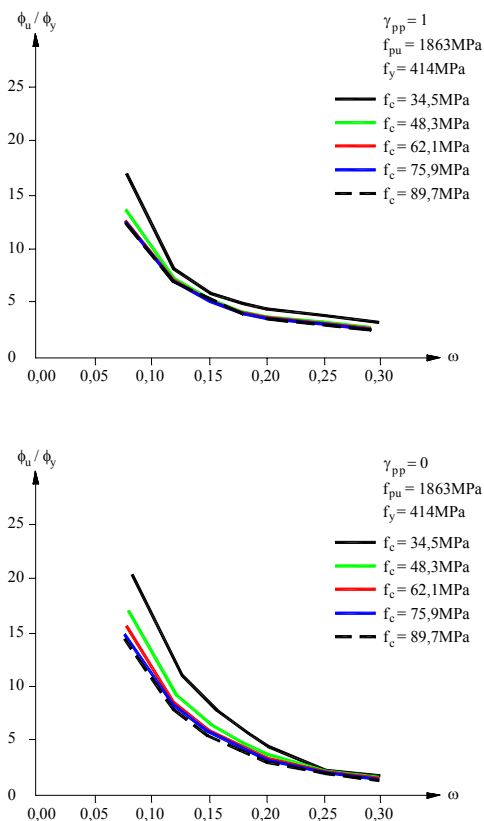 ϕu / ϕy
γpp = 1
fpu = 1863MPa
fy = 414MPa
25
fc = 34,5MPa
fc = 48,3MPa
20
fc = 62,1MPa
fc = 75,9MPa
15
fc = 89,7MPa
10
5
0
ω
0,00 0,05 0,10 0,15 0,20 0,25 0,30
ϕu / ϕy
γpp = 0
fpu = 1863MPa
fy = 414MPa
25
fc = 34,5MPa
fc = 48,3MPa
20
fc = 62,1MPa
fc = 75,9MPa
15
fc = 89,7MPa
10
5
0
ω
0,00 0,05 0,10 0,15 0,20 0,25 0,30